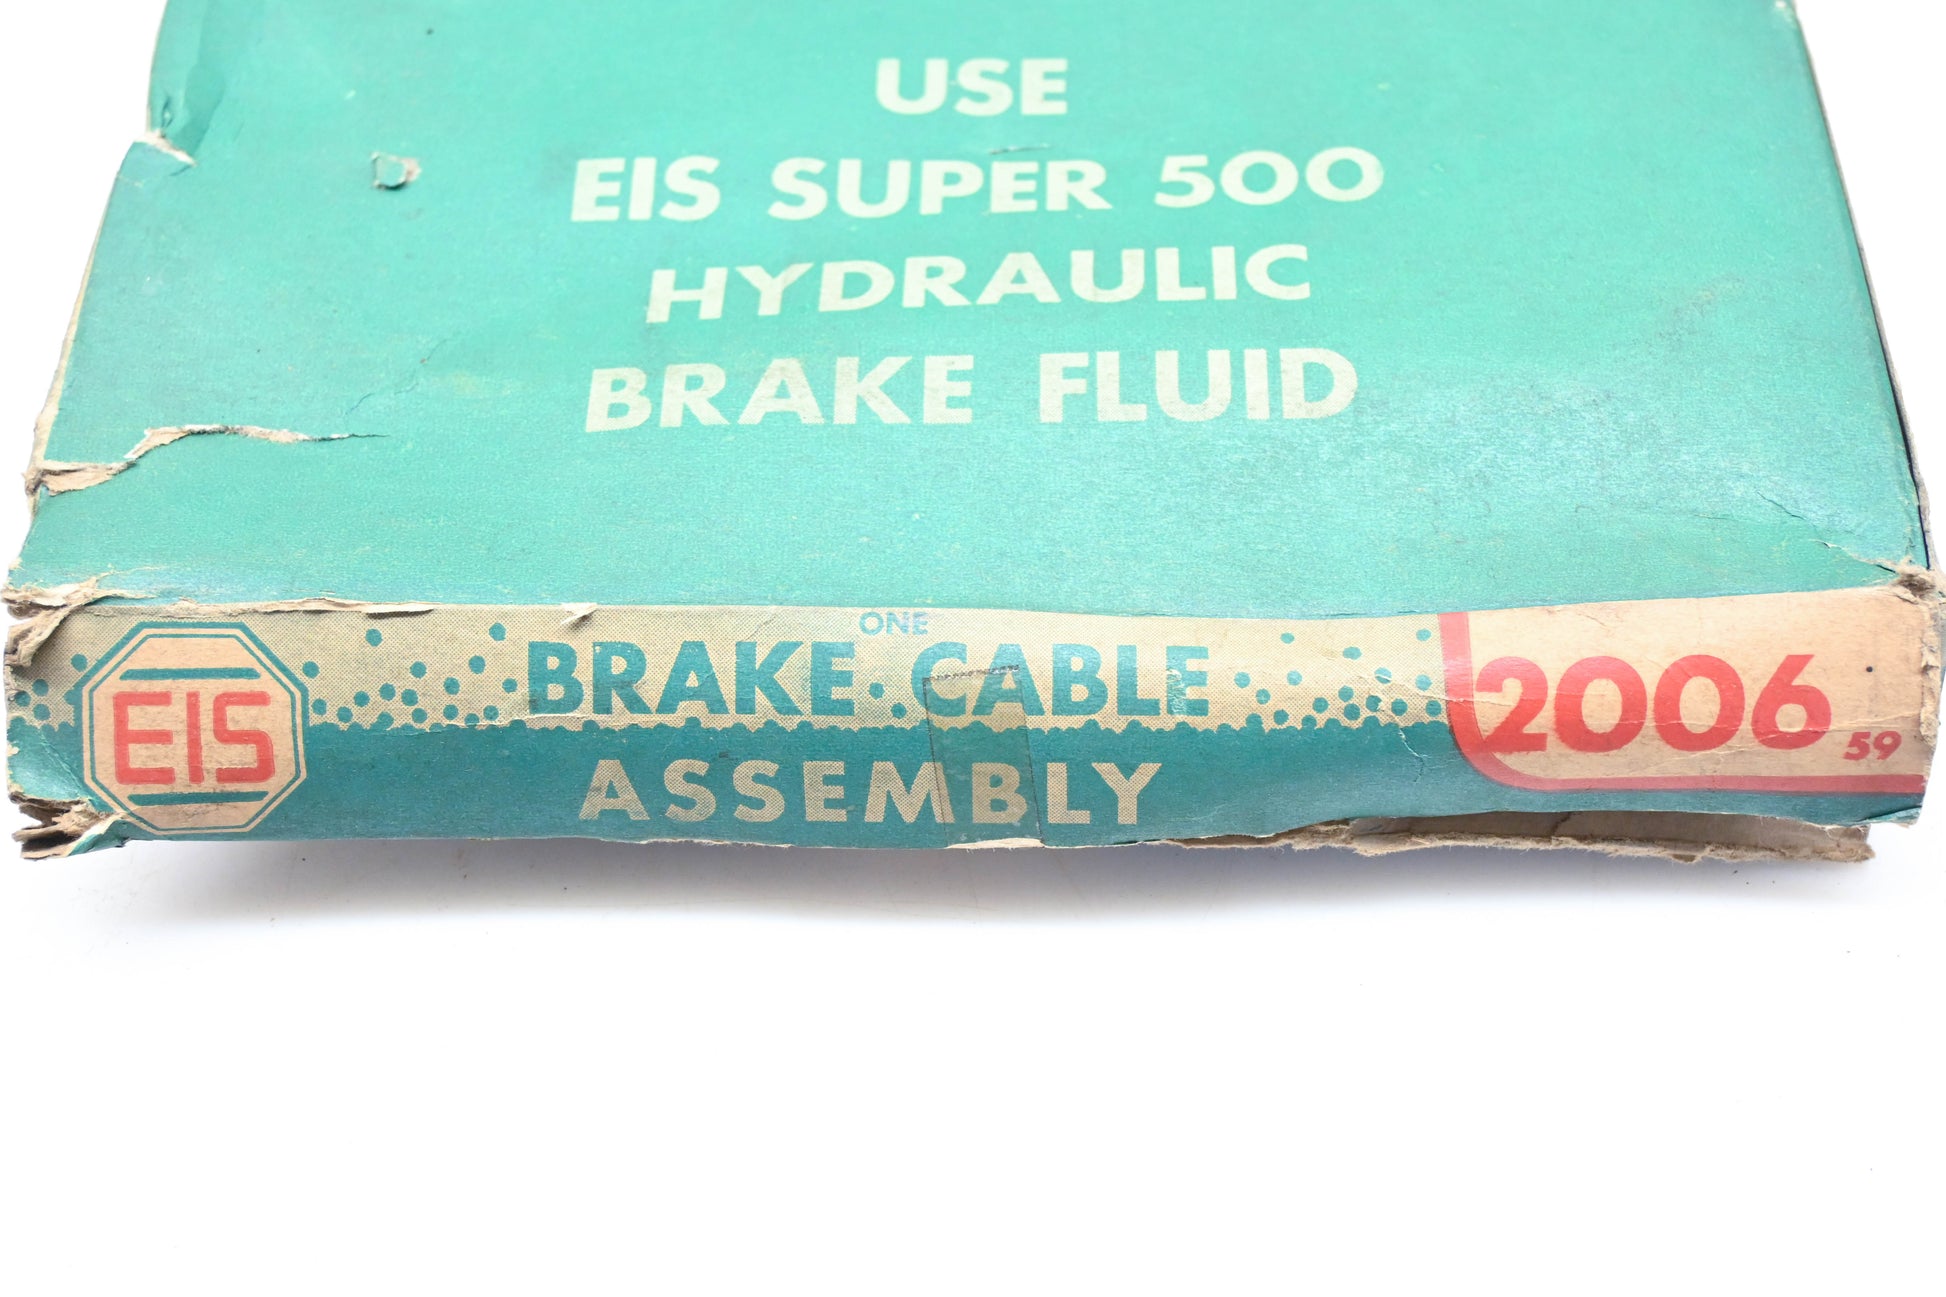 USE
EIS SUPER 500
HYDRAULIC
BRAKE FLUID
EIS
ONE
BRAKE CABLE
ASSEMBLY
2006
59